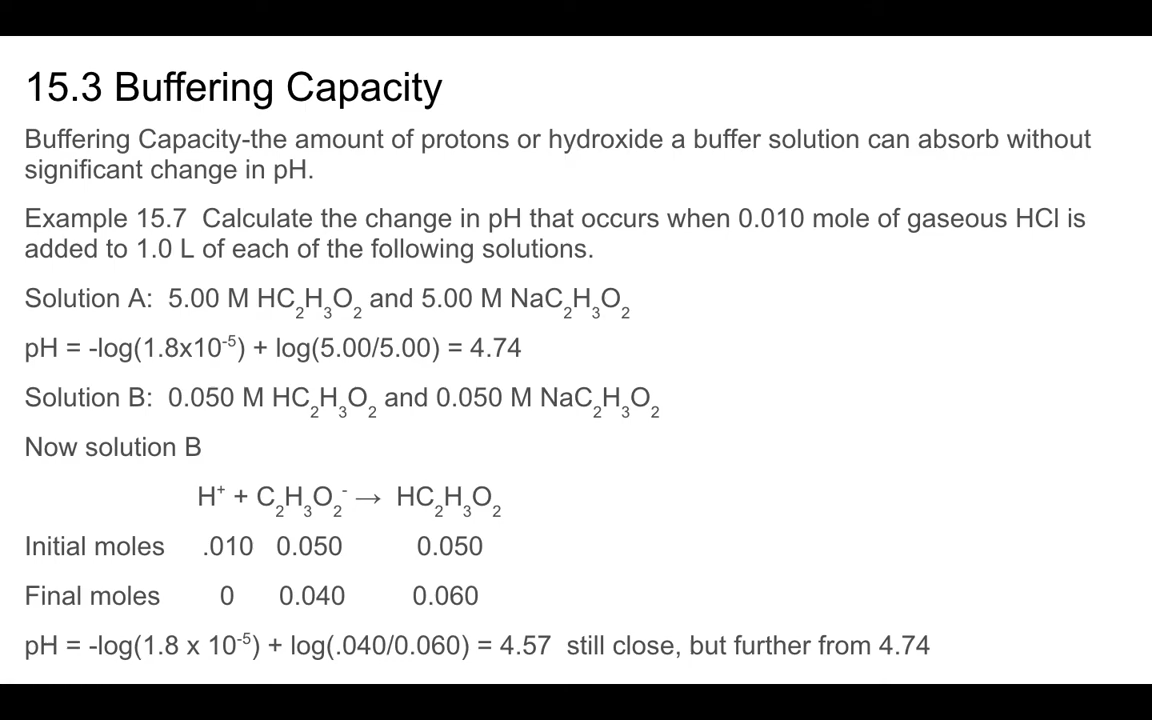 15.3 Buffering Capacity
Buffering Capacity-the amount of protons or hydroxide a buffer solution can absorb without
significant change in pH.
Example 15.7  Calculate the change in pH that occurs when 0.010 mole of gaseous HCl is
added to 1.0 L of each of the following solutions.
Solution A:  5.00 M HC₂H₃O₂ and 5.00 M NaC₂H₃O₂
pH = -log(1.8x10⁻⁵) + log(5.00/5.00) = 4.74
Solution B:  0.050 M HC₂H₃O₂ and 0.050 M NaC₂H₃O₂
Now solution B
H⁺ + C₂H₃O₂⁻ → HC₂H₃O₂
Initial moles .010 0.050 0.050
Final moles 0 0.040 0.060
pH = -log(1.8 x 10⁻⁵) + log(.040/0.060) = 4.57  still close, but further from 4.74